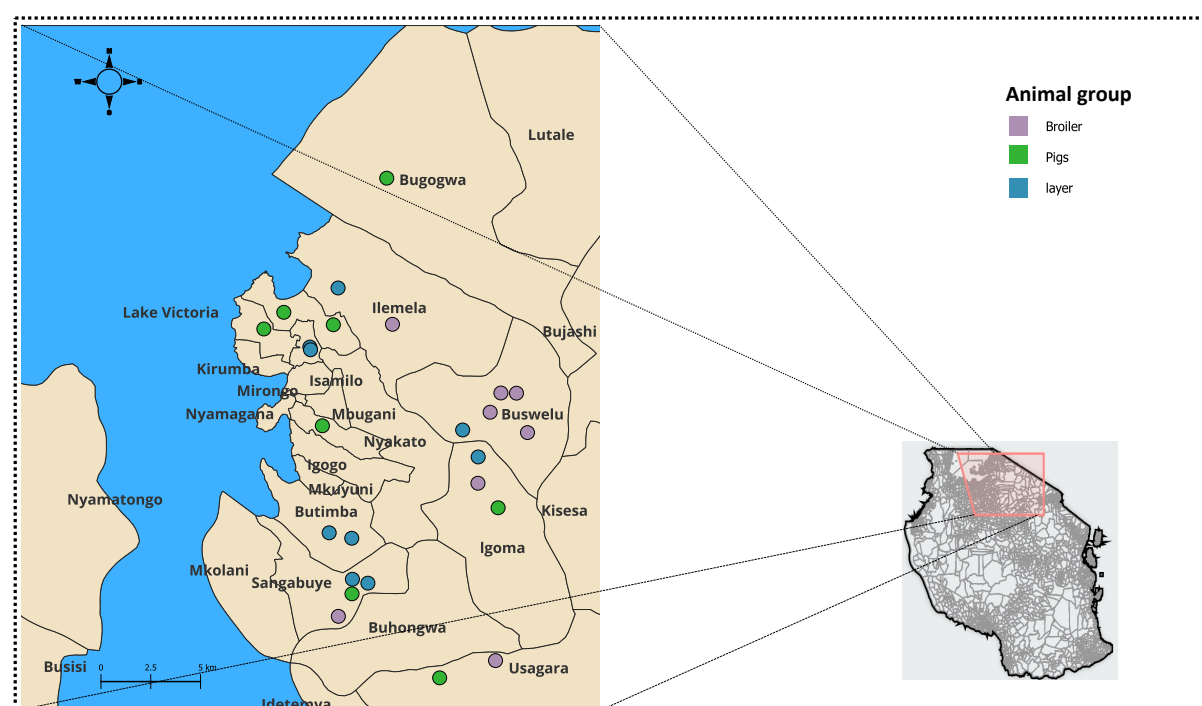 Animal group
Broiler
Pigs
layer
Lutale
Bugogwa
Lake Victoria
Ilemela
Bujashi
Kirumba
Isamilo
Mirongo
Nyamagana
Mbugani
Buswelu
Nyakato
Igogo
Mkuyuni
Nyamatongo
Butimba
Kisesa
Igoma
Mkolani
Sahgabuye
Buhongwa
Busisi
Usagara
0 2.5 5 km
Idetemya